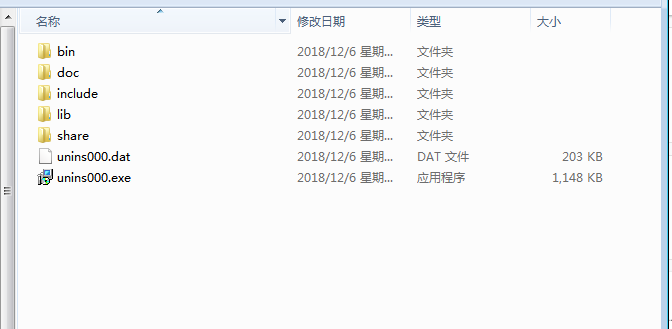 名称 修改日期 类型 大小
bin 2018/12/6 星期... 文件夹
doc 2018/12/6 星期... 文件夹
include 2018/12/6 星期... 文件夹
lib 2018/12/6 星期... 文件夹
share 2018/12/6 星期... 文件夹
unins000.dat 2018/12/6 星期... DAT 文件 203 KB
unins000.exe 2018/12/6 星期... 应用程序 1,148 KB